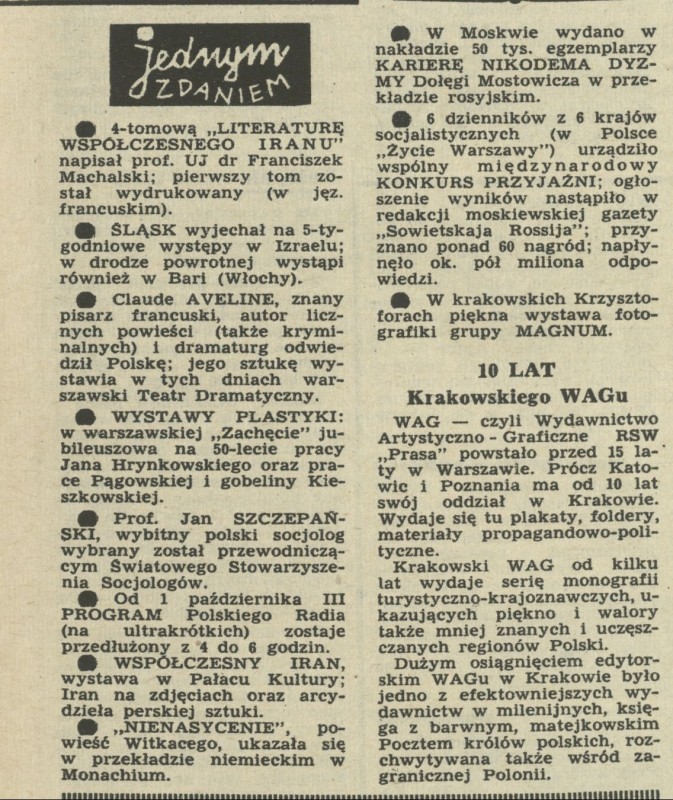 jednym
ZDANIEM
● 4-tomową „LITERATURĘ
WSPÓŁCZESNEGO IRANU"
napisał prof. UJ dr Franciszek
Machalski; pierwszy tom zo-
stał wydrukowany (w jęz.
francuskim).
● ŚLĄSK wyjechał na 5-ty-
godniowe występy w Izraelu;
w drodze powrotnej wystąpi
również w Bari (Włochy).
● Claude AVELINE, znany
pisarz francuski, autor licz-
nych powieści (także krymi-
nalnych) i dramaturg odwie-
dził Polskę; jego sztukę wy-
stawia w tych dniach war-
szawski Teatr Dramatyczny.
● WYSTAWY PLASTYKI:
w warszawskiej „Zachęcie" ju-
bileuszowa na 50-lecie pracy
Jana Hrynkowskiego oraz pra-
ce Pągowskiej i gobeliny Kie-
szkowskiej.
● Prof. Jan SZCZEPAŃ-
SKI, wybitny polski socjolog
wybrany został przewodniczą-
cym Światowego Stowarzysze-
nia Socjologów.
● Od 1 października III
PROGRAM Polskiego Radia
(na ultrakrótkich) zostaje
przedłużony z 4 do 6 godzin.
● WSPÓŁCZESNY IRAN,
wystawa w Pałacu Kultury;
Iran na zdjęciach oraz arcy-
dzieła perskiej sztuki.
● „NIENASYCENIE", po-
wieść Witkacego, ukazała się
w przekładzie niemieckim w
Monachium.
● W Moskwie wydano w
nakładzie 50 tys. egzemplarzy
KARIERĘ NIKODEMA DYZ-
MY Dołęgi Mostowicza w prze-
kładzie rosyjskim.
● 6 dzienników z 6 krajów
socjalistycznych (w Polsce
„Życie Warszawy") urządziło
wspólny międzynarodowy
KONKURS PRZYJAŹNI; ogło-
szenie wyników nastąpiło w
redakcji moskiewskiej gazety
„Sowietskaja Rossija"; przy-
znano ponad 60 nagród; napły-
nęło ok. pół miliona odpo-
wiedzi.
● W krakowskich Krzyszto-
forach piękna wystawa foto-
grafiki grupy MAGNUM.
10 LAT
Krakowskiego WAGu
WAG — czyli Wydawnictwo
Artystyczno-Graficzne RSW
„Prasa" powstało przed 15 la-
ty w Warszawie. Prócz Kato-
wic i Poznania ma od 10 lat
swój oddział w Krakowie.
Wydaje się tu plakaty, foldery,
materiały propagandowo-poli-
tyczne.
Krakowski WAG od kilku
lat wydaje serię monografii
turystyczno-krajoznawczych, u-
kazujących piękno i walory
także mniej znanych i uczęsz-
czanych regionów Polski.
Dużym osiągnięciem edytor-
skim WAGu w Krakowie było
jedno z efektowniejszych wy-
dawnictw w milenijnych, księ-
ga z barwnym, matejkowskim
Pocztem królów polskich, roz-
chwytywana także wśród za-
granicznej Polonii.